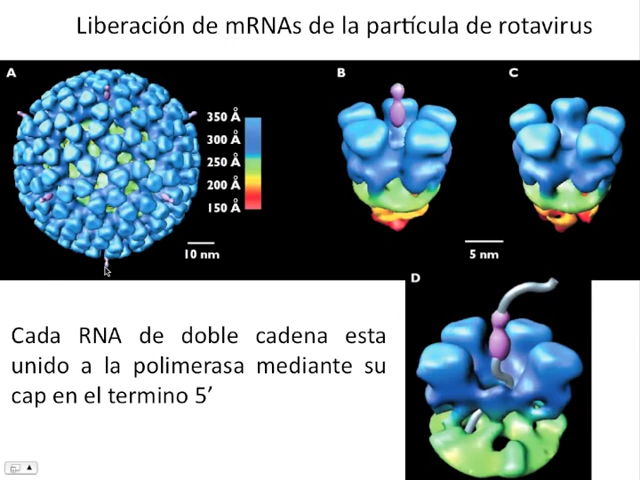 Liberación de mRNAs de la partícula de rotavirus
A
B
C
350 Å
300 Å
250 Å
200 Å
150 Å
10 nm
5 nm
D
Cada RNA de doble cadena esta
unido a la polimerasa mediante su
cap en el termino 5’